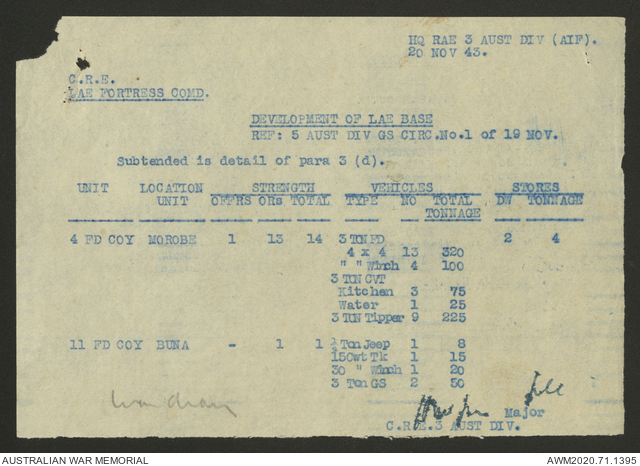 HQ RAE 3 AUST DIV (AIF).
20 NOV 43.
C.R.E.
LAE FORTRESS COMD.
DEVELOPMENT OF LAE BASE
REF: 5 AUST DIV GS CIRC.No.1 of 19 NOV.
Subtended is detail of para 3 (d).
UNIT LOCATION STRENGTH VEHICLES STORES
UNIT OFFRS ORs TOTAL TYPE NO TOTAL DW TONNAGE
TONNAGE
4 FD COY MOROBE 1 13 14 3 TON FD 2 4
4 x 4 13 320
" " Winch 4 100
3 TON CVT
Kitchen 3 75
Water 1 25
3 TON Tipper 9 225
11 FD COY BUNA - 1 1 ½ Ton Jeep 1 8
15Cwt Tk 1 15
30 " Winch 1 20
3 Ton GS 2 50
Major
C.R.E. 3 AUST DIV.
AUSTRALIAN WAR MEMORIAL AWM2020.71.1395